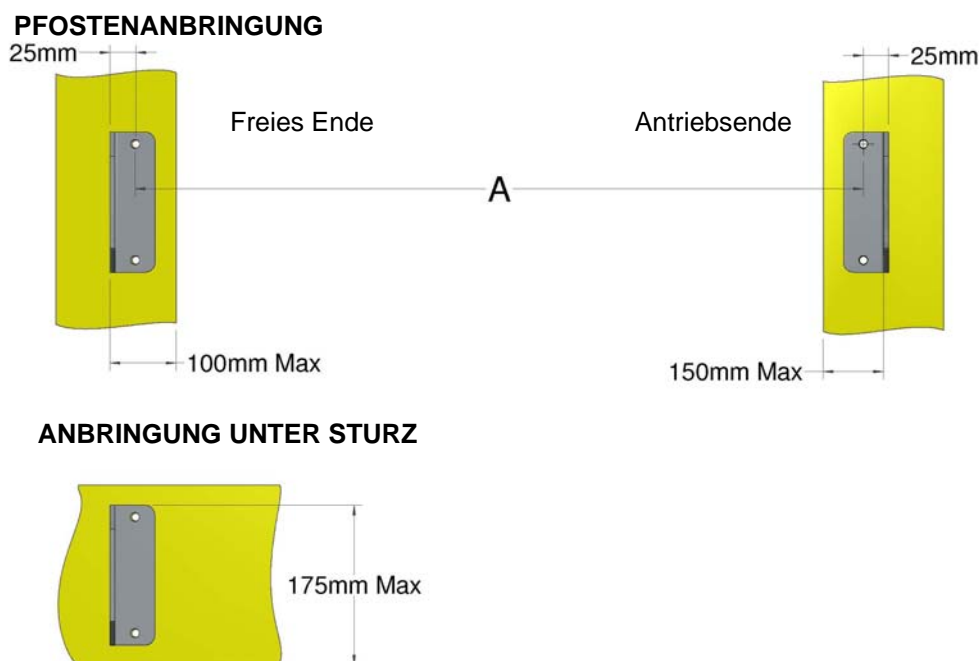 PFOSTENANBRINGUNG
25mm
25mm
Freies Ende
Antriebsende
A
100mm Max
150mm Max
ANBRINGUNG UNTER STURZ
175mm Max